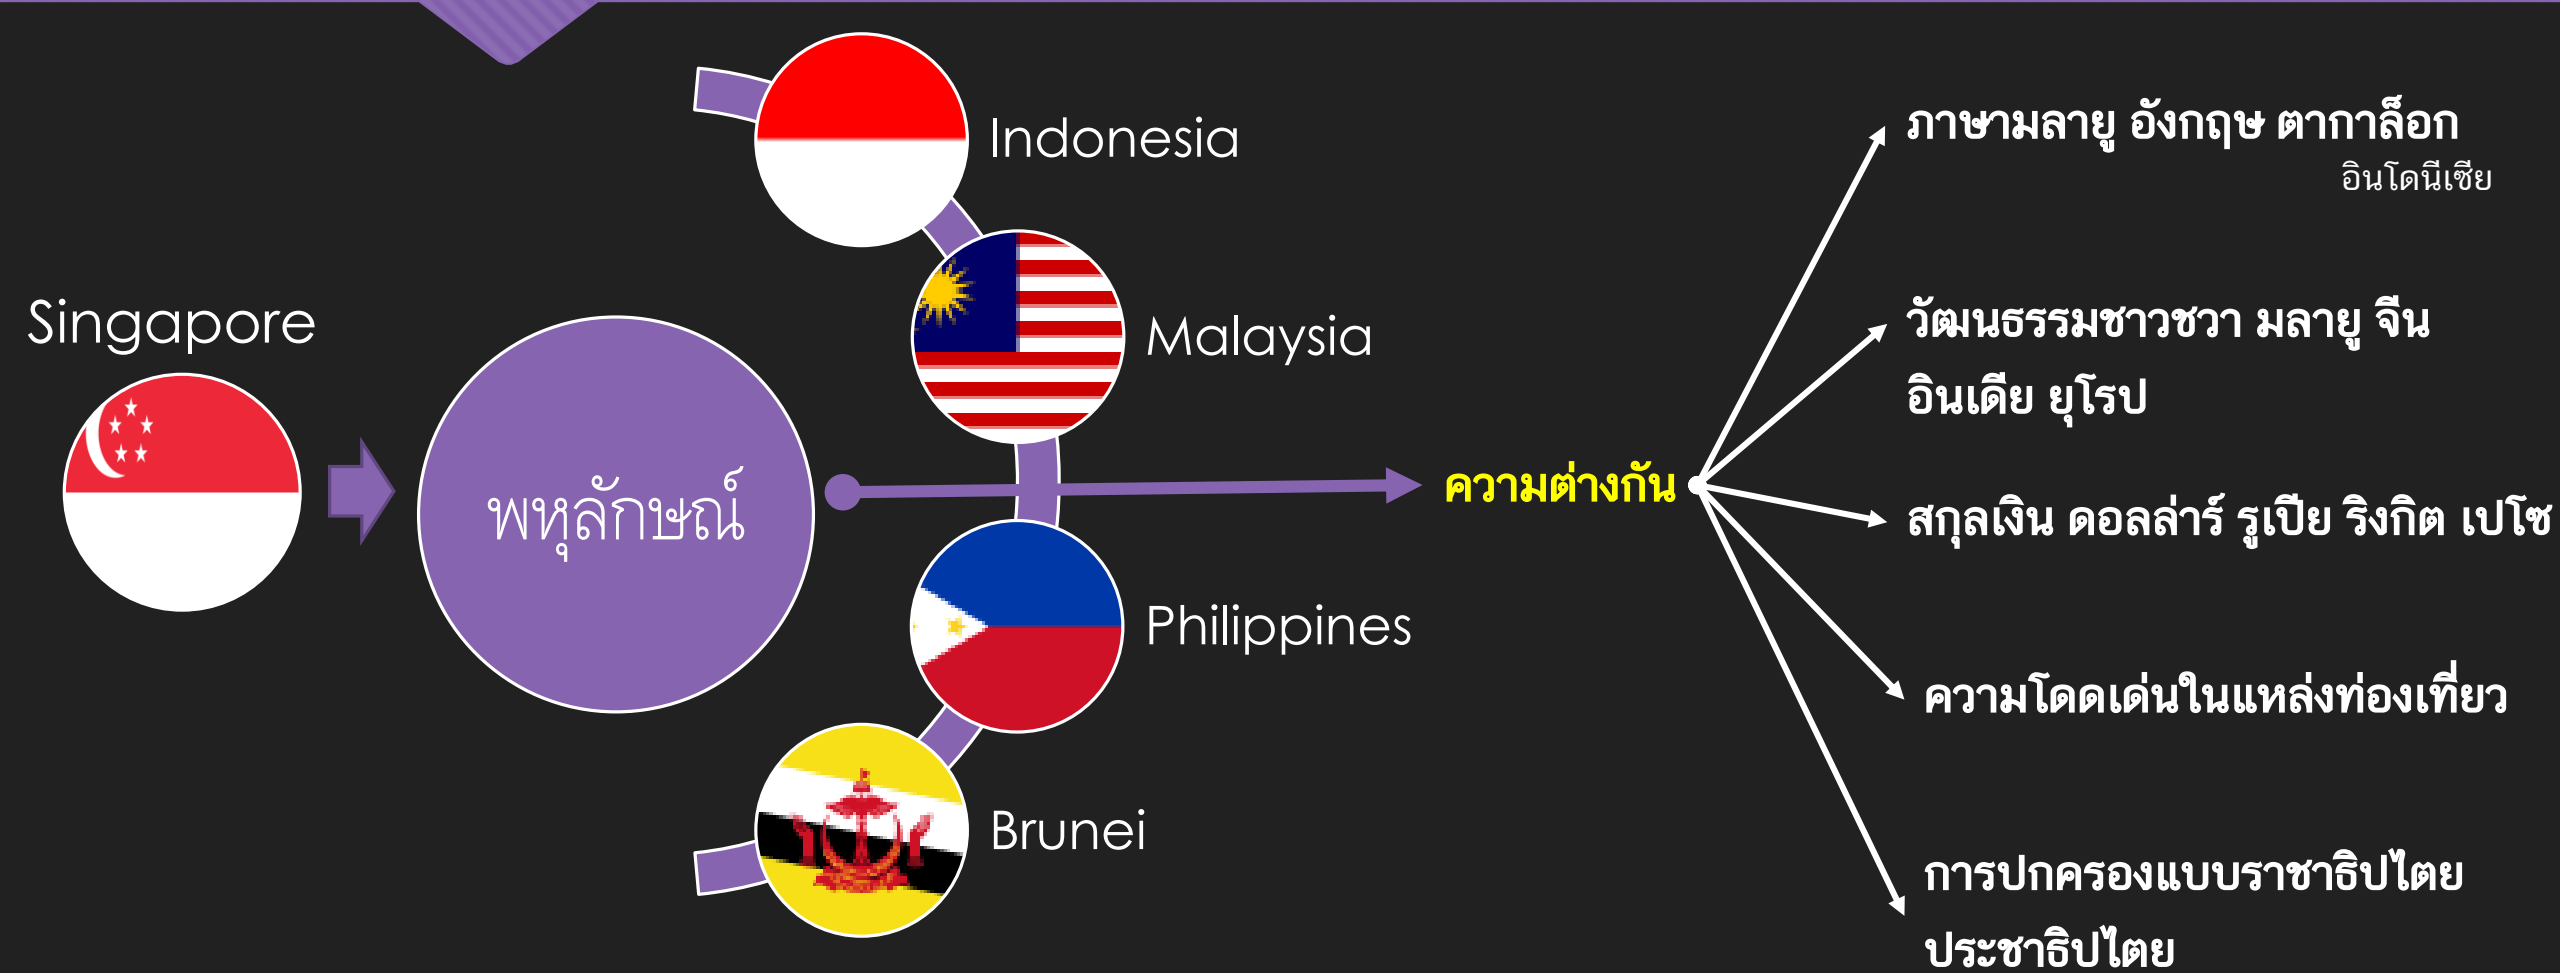 Singapore
พหุลักษณ์
Indonesia
Malaysia
Philippines
Brunei
ความต่างกัน
ภาษามลายู อังกฤษ ตากาล็อก
อินโดนีเซีย
วัฒนธรรมชาวชวา มลายู จีน
อินเดีย ยุโรป
สกุลเงิน ดอลล่าร์ รูเปีย ริงกิต เปโซ
ความโดดเด่นในแหล่งท่องเที่ยว
การปกครองแบบราชาธิปไตย
ประชาธิปไตย